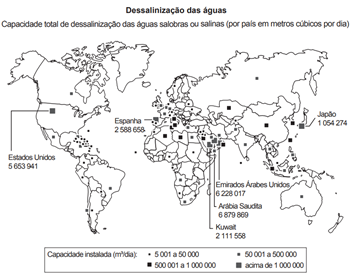 Dessalinização das águas
Capacidade total de dessalinização das águas salobras ou salinas (por país em metros cúbicos por dia)
Japão
1 054 274
Espanha
2 588 658
Estados Unidos
5 653 941
Emirados Árabes Unidos
6 228 017
Arábia Saudita
6 879 869
Kuwait
2 111 558
Capacidade instalada (m³/dia): 5 001 a 50 000 50 001 a 500 000
500 001 a 1 000 000 acima de 1 000 000